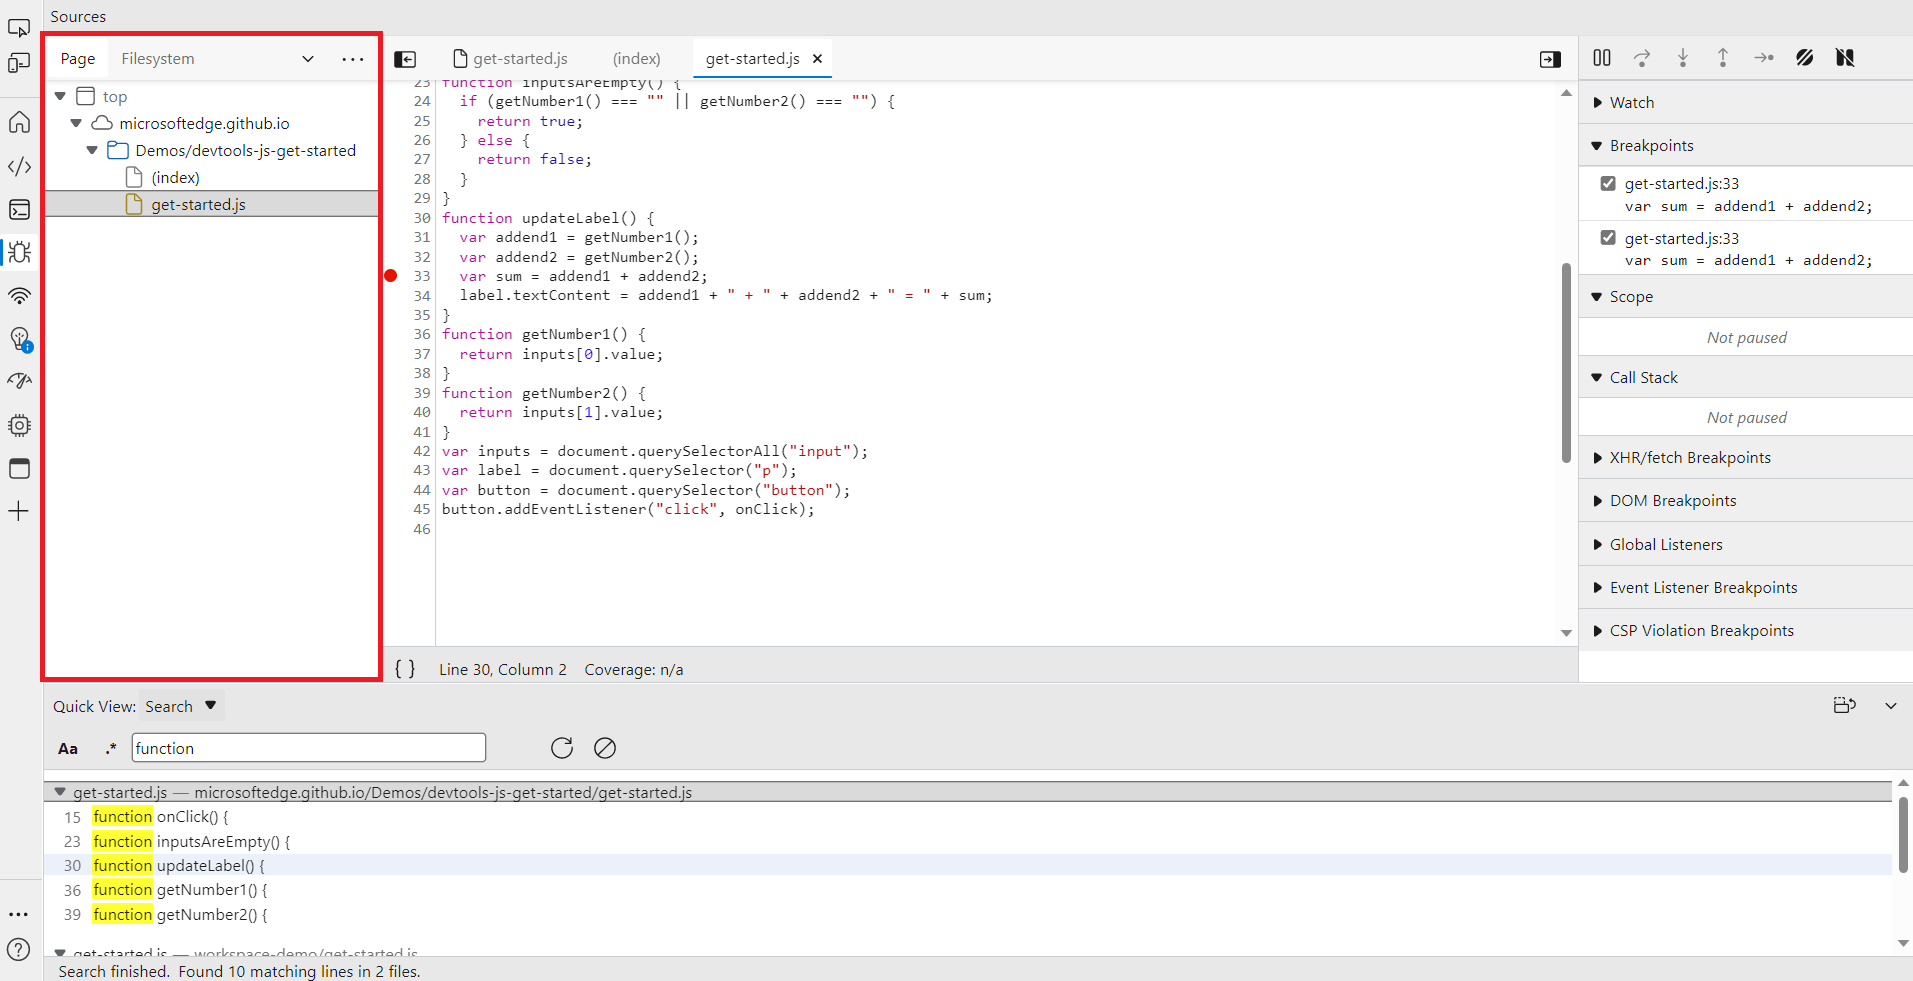 Sources
Page Filesystem
top
microsoftedge.github.io
Demos/devtools-js-get-started
(index)
get-started.js
get-started.js (index) get-started.js
23 function inputsAreEmpty() {
24 if (getNumber1() === "" || getNumber2() === "") {
25 return true;
26 } else {
27 return false;
28 }
29 }
30 function updateLabel() {
31 var addend1 = getNumber1();
32 var addend2 = getNumber2();
33 var sum = addend1 + addend2;
34 label.textContent = addend1 + " + " + addend2 + " = " + sum;
35 }
36 function getNumber1() {
37 return inputs[0].value;
38 }
39 function getNumber2() {
40 return inputs[1].value;
41 }
42 var inputs = document.querySelectorAll("input");
43 var label = document.querySelector("p");
44 var button = document.querySelector("button");
45 button.addEventListener("click", onClick);
46
{ } Line 30, Column 2 Coverage: n/a
Watch
Breakpoints
get-started.js:33
var sum = addend1 + addend2;
get-started.js:33
var sum = addend1 + addend2;
Scope
Not paused
Call Stack
Not paused
XHR/fetch Breakpoints
DOM Breakpoints
Global Listeners
Event Listener Breakpoints
CSP Violation Breakpoints
Quick View: Search
Aa .* function
get-started.js — microsoftedge.github.io/Demos/devtools-js-get-started/get-started.js
15 function onClick() {
23 function inputsAreEmpty() {
30 function updateLabel() {
36 function getNumber1() {
39 function getNumber2() {
get-started.js — workspace-demo/get-started.js
Search finished. Found 10 matching lines in 2 files.